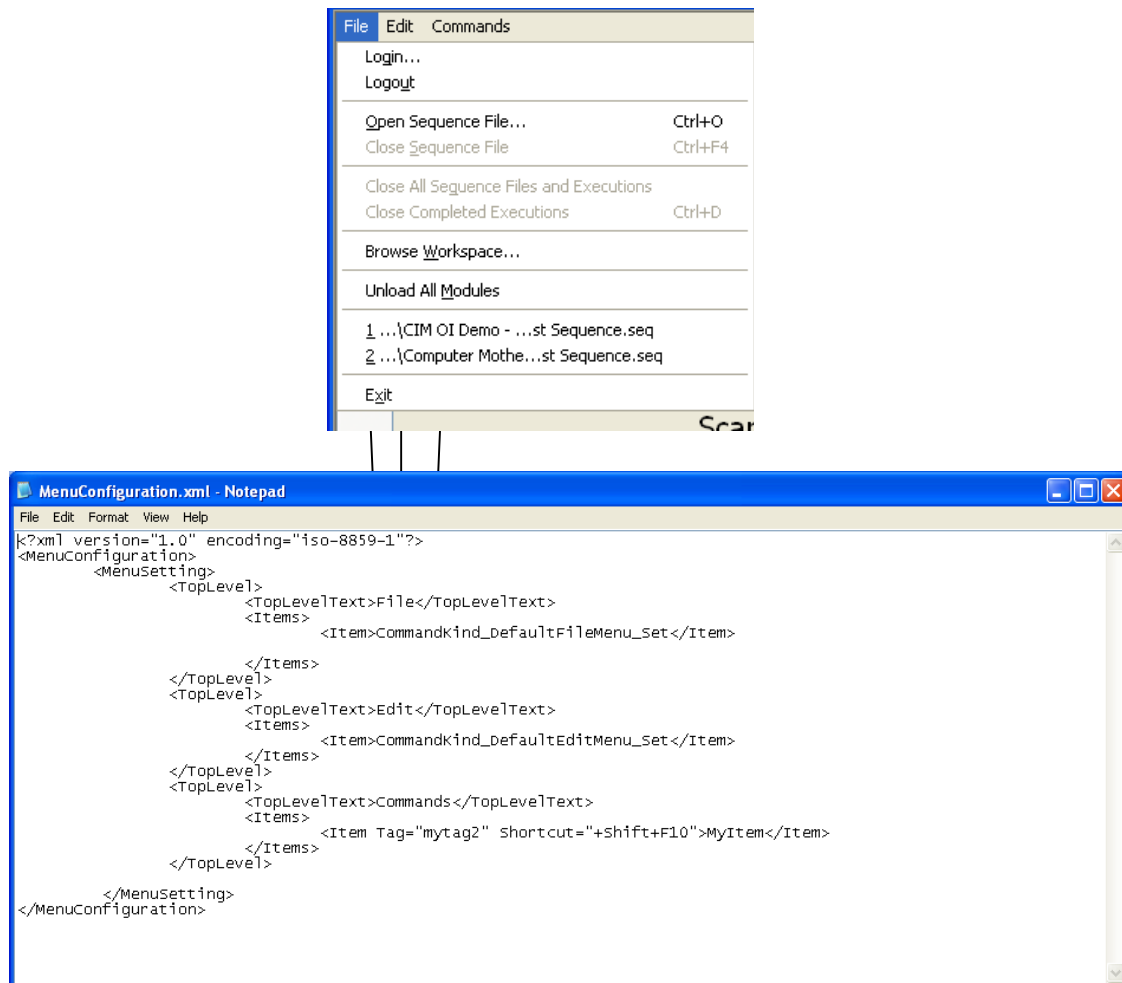 File Edit Commands
Login...
Logout
Open Sequence File... Ctrl+O
Close Sequence File Ctrl+F4
Close All Sequence Files and Executions
Close Completed Executions Ctrl+D
Browse Workspace...
Unload All Modules
1 ...\CIM OI Demo - ...st Sequence.seq
2 ...\Computer Mothe...st Sequence.seq
Exit
MenuConfiguration.xml - Notepad
File Edit Format View Help
<?xml version="1.0" encoding="iso-8859-1"?>
<MenuConfiguration>
<MenuSetting>
<TopLevel>
<TopLevelText>File</TopLevelText>
<Items>
<Item>CommandKind_DefaultFileMenu_Set</Item>
</Items>
</TopLevel>
<TopLevel>
<TopLevelText>Edit</TopLevelText>
<Items>
<Item>CommandKind_DefaultEditMenu_Set</Item>
</Items>
</TopLevel>
<TopLevel>
<TopLevelText>Commands</TopLevelText>
<Items>
<Item Tag="mytag2" Shortcut="+Shift+F10">MyItem</Item>
</Items>
</TopLevel>
</MenuSetting>
</MenuConfiguration>